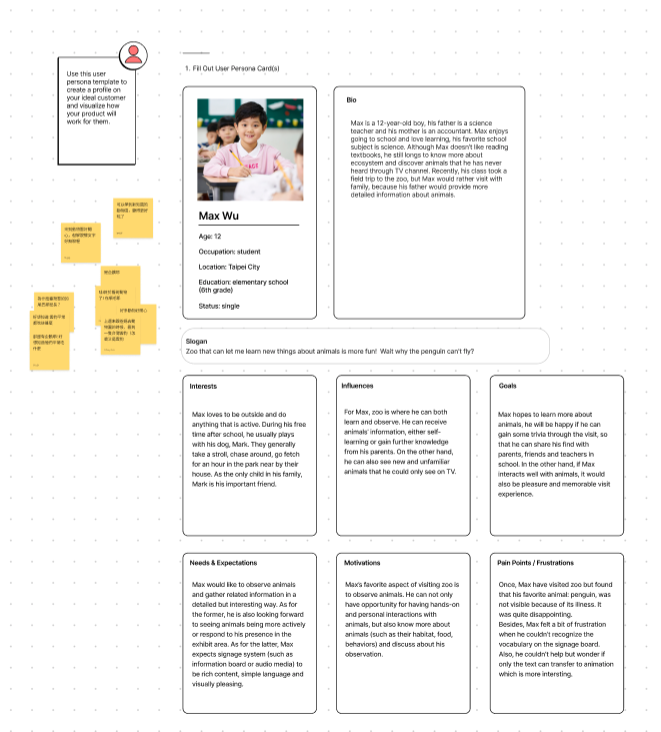 Use this user
persona template to
create a profile on
your ideal customer
and visualize how
your product will
work for them.
1. Fill Out User Persona Card(s)
Max Wu
Age: 12
Occupation: student
Location: Taipei City
Education: elementary school
(6th grade)
Status: single
Bio
Max is a 12-year-old boy, his father is a science
teacher and his mother is an accountant. Max enjoys
going to school and love learning, his favorite school
subject is science. Although Max doesn't like reading
textbooks, he still longs to know more about
ecosystem and discover animals that he has never
heard through TV channel. Recently, his class took a
field trip to the zoo, but Max would rather visit with
family, because his father would provide more
detailed information about animals.
Slogan
Zoo that can let me learn new things about animals is more fun! Wait why the penguin can't fly?
Interests
Max loves to be outside and do
anything that is active. During his free
time after school, he usually plays
with his dog, Mark. They generally
take a stroll, chase around, go fetch
for an hour in the park near by their
house. As the only child in his family,
Mark is his important friend.
Influences
For Max, zoo is where he can both
learn and observe. He can receive
animals' information, either self-
learning or gain further knowledge
from his parents. On the other hand,
he can also see new and unfamiliar
animals that he could only see on TV.
Goals
Max hopes to learn more about
animals, he will be happy if he can
gain some trivia through the visit, so
that he can share his find with
parents, friends and teachers in
school. In the other hand, if Max
interacts well with animals, it would
also be pleasure and memorable visit
experience.
Needs & Expectations
Max would like to observe animals
and gather related information in a
detailed but interesting way. As for
the former, he is also looking forward
to seeing animals being more actively
or respond to his presence in the
exhibit area. As for the latter, Max
expects signage system (such as
information board or audio media) to
be rich content, simple language and
visually pleasing.
Motivations
Max's favorite aspect of visiting zoo is
to observe animals. He can not only
have opportunity for having hands-on
and personal interactions with
animals, but also know more about
animals (such as their habitat, food,
behaviors) and discuss about his
observation.
Pain Points / Frustrations
Once, Max have visited zoo but found
that his favorite animal: penguin, was
not visible because of its illness. It
was quite disappointing.
Besides, Max felt a bit of frustration
when he couldn't recognize the
vocabulary on the signage board.
Also, he couldn't help but wonder if
only the text can transfer to animation
which is more intersting.